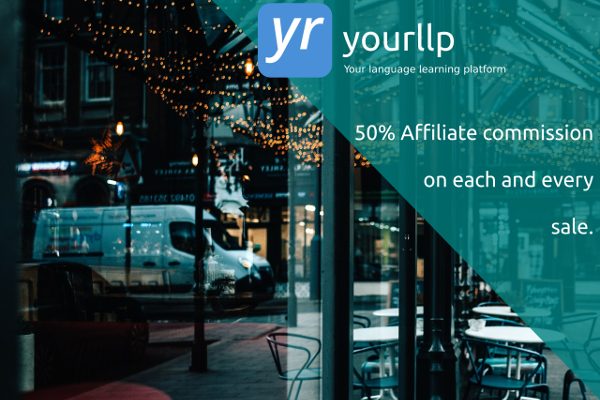 yr
yourllp
Your language learning platform
50% Affiliate commission
on each and every
sale.